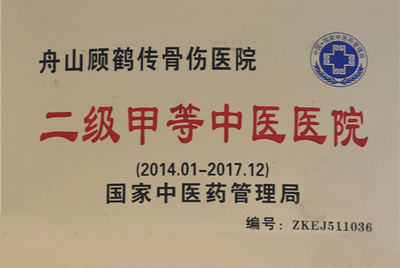 舟山顾鹤传骨伤医院
二级甲等中医医院
(2014.01-2017.12)
国家中医药管理局
编号: ZKEJ511036